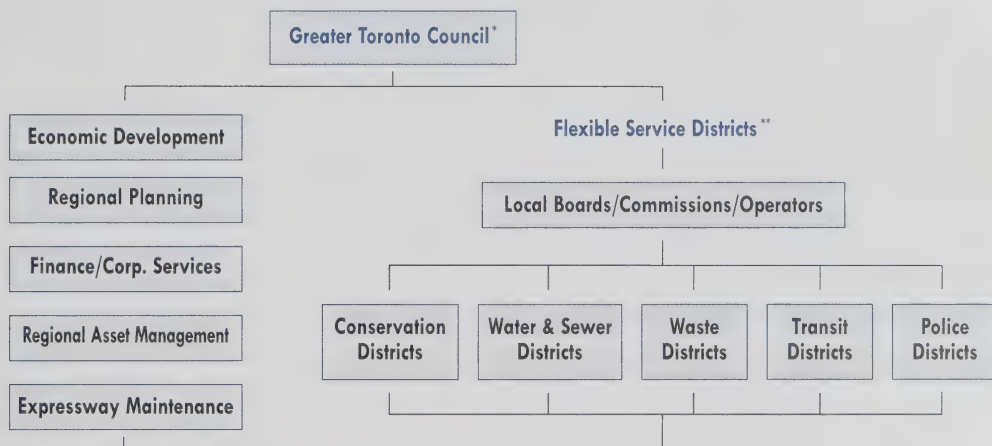 Greater Toronto Council*
Economic Development
Regional Planning
Finance/Corp. Services
Regional Asset Management
Expressway Maintenance
Flexible Service Districts**
Local Boards/Commissions/Operators
Conservation
Districts
Water & Sewer
Districts
Waste
Districts
Transit
Districts
Police
Districts